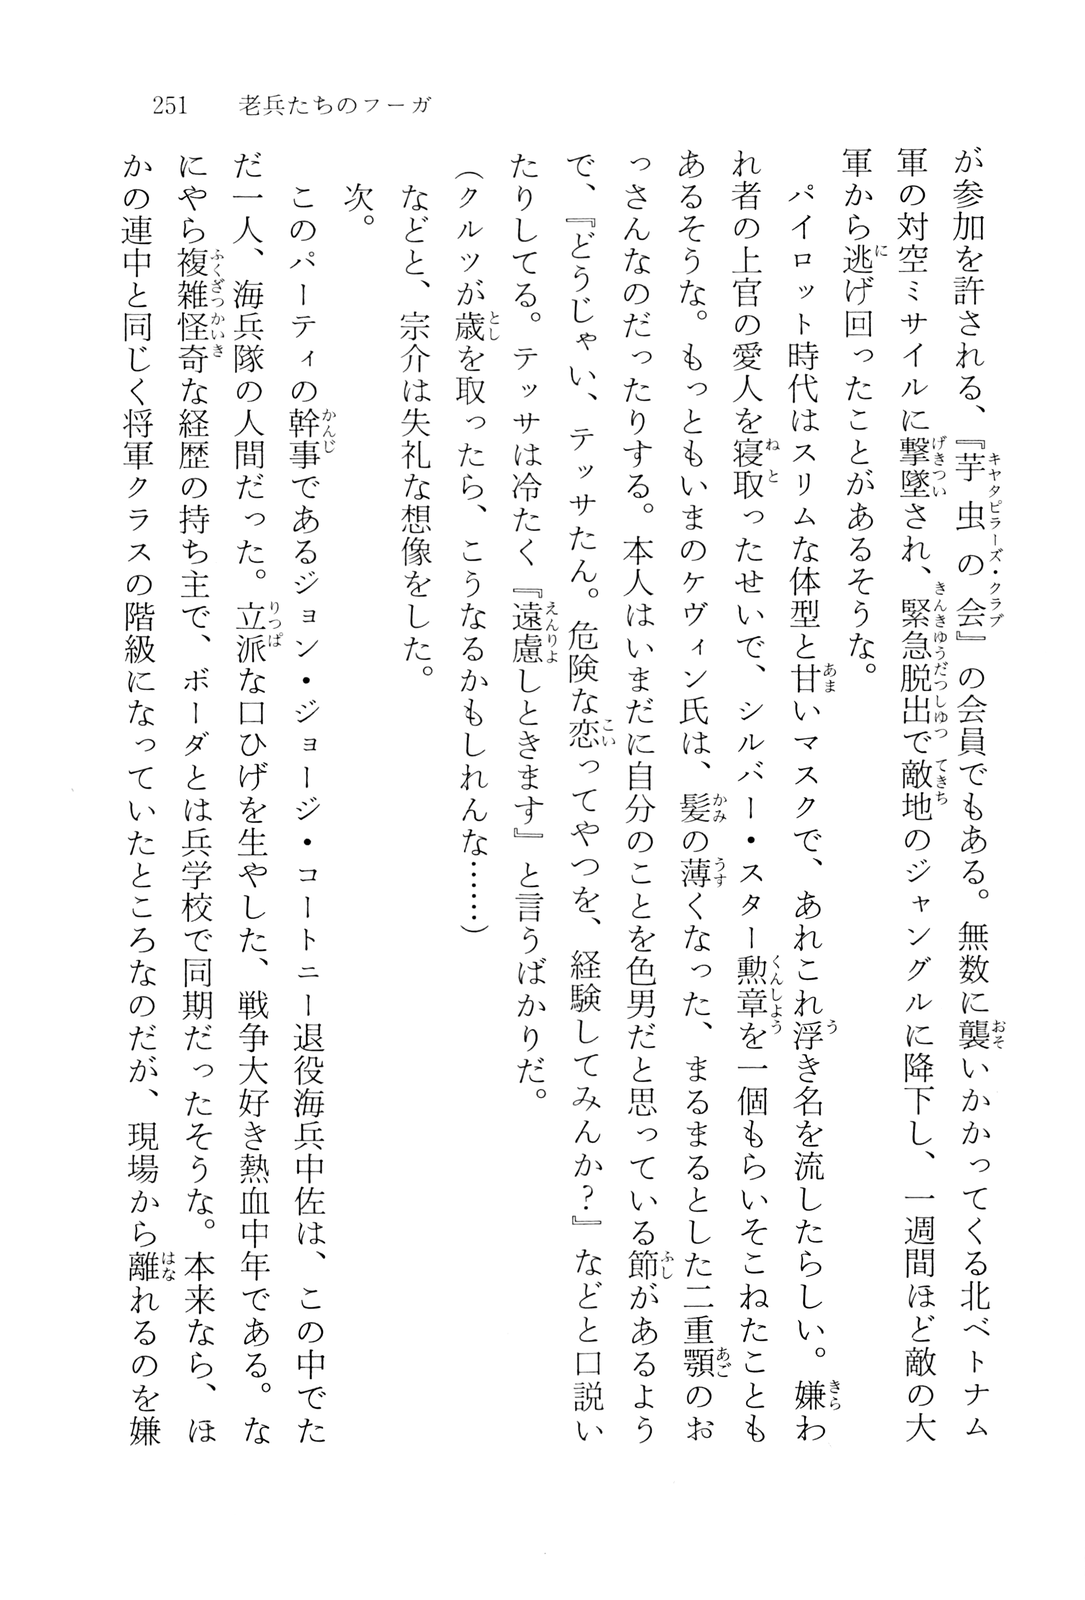 251 老兵たちのフーガ
が参加を許される、『芋虫の会』の会員でもある。無数に襲いかかってくる北ベトナム
軍の対空ミサイルに撃墜され、緊急脱出で敵地のジャングルに降下し、一週間ほど敵の大
軍から逃げ回ったことがあるそうな。
パイロット時代はスリムな体型と甘いマスクで、あれこれ浮き名を流したらしい。嫌わ
れ者の上官の愛人を寝取ったせいで、シルバー・スター勲章を一個もらいそこねたことも
あるそうな。もっともいまのケヴィン氏は、髪の薄くなった、まるまるとした二重顎のお
っさんなのだったりする。本人はいまだに自分のことを色男だと思っている節があるよう
で、『どうじゃい、テッサたん。危険な恋ってやつを、経験してみんか？』などと口説い
たりしてる。テッサは冷たく『遠慮しときます』と言うばかりだ。
（クルツが歳を取ったら、こうなるかもしれんな……）
などと、宗介は失礼な想像をした。
次。
このパーティの幹事であるジョン・ジョージ・コートニー退役海兵中佐は、この中でた
だ一人、海兵隊の人間だった。立派な口ひげを生やした、戦争大好き熱血中年である。な
にやら複雑怪奇な経歴の持ち主で、ボーダとは兵学校で同期だったそうな。本来なら、ほ
かの連中と同じく将軍クラスの階級になっていたところなのだが、現場から離れるのを嫌